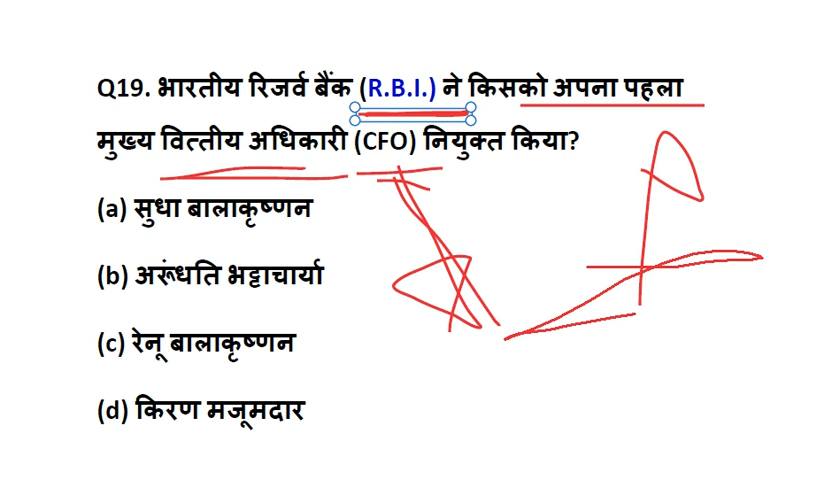 Q19. भारतीय रिजर्व बैंक (R.B.I.) ने किसको अपना पहला
मुख्य वित्तीय अधिकारी (CFO) नियुक्त किया?
(a) सुधा बालाकृष्णन
(b) अरूंधति भट्टाचार्या
(c) रेनू बालाकृष्णन
(d) किरण मजूमदार